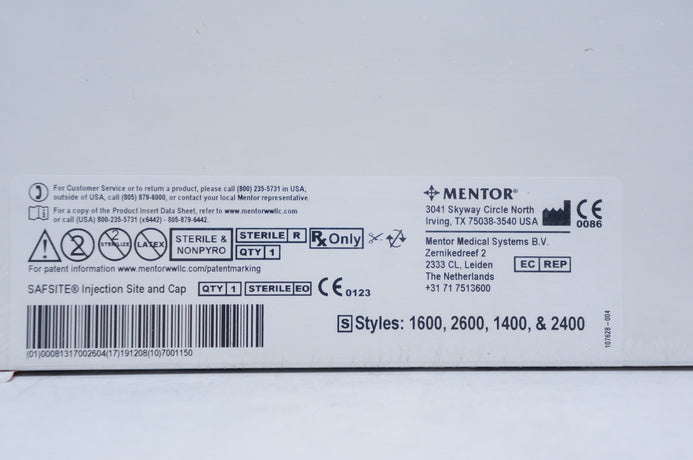 For Customer Service or to return a product, please call (800) 235-5731 in USA;
outside of USA, call (805) 879-6000, or contact your local Mentor representative.
For a copy of the Product Insert Data Sheet, refer to www.mentorwwllc.com
or call (USA) 800-235-5731 (x6442) - 805-879-6442.
2
2
STERILIZE
LATEX
STERILE &
NONPYRO
STERILE R
QTY 1
Rx Only
For patent information www.mentorwwllc.com/patentmarking
SAFSITE® Injection Site and Cap QTY 1 STERILE EO CE 0123
(01)00081317002604(17)191208(10)7001150
MENTOR®
3041 Skyway Circle North
Irving, TX 75038-3540 USA
CE
0086
Mentor Medical Systems B.V.
Zernikedreef 2
2333 CL, Leiden
The Netherlands
+31 71 7513600
EC REP
S Styles: 1600, 2600, 1400, & 2400
107628-004